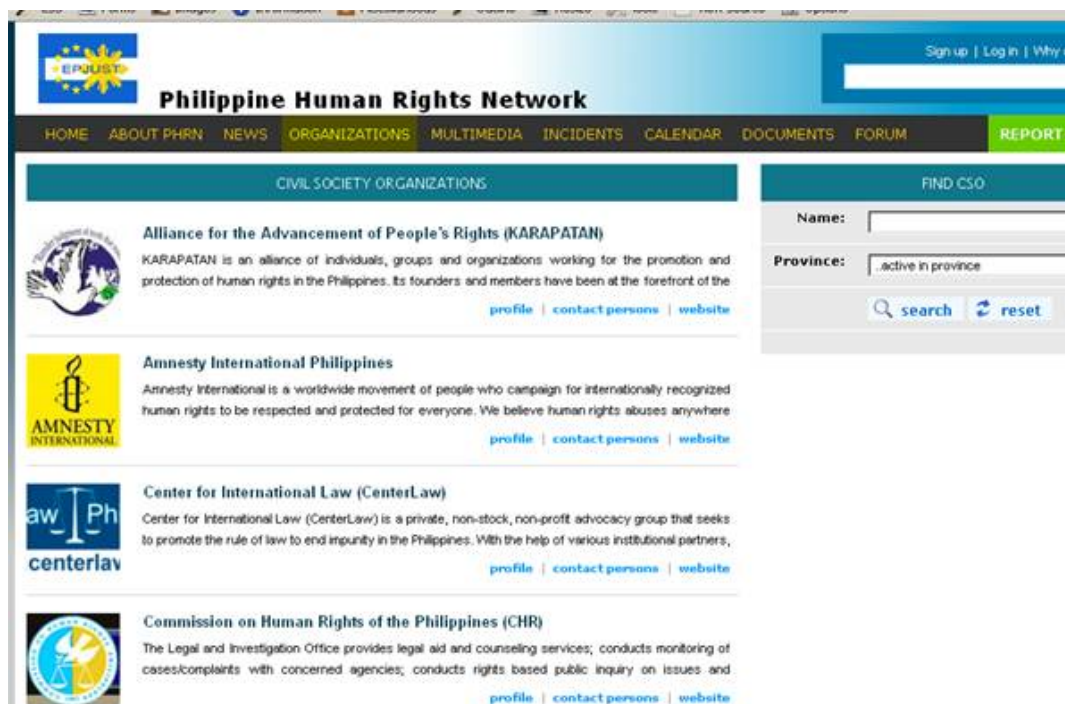 EPJUST
Philippine Human Rights Network
Sign up | Log in | Why
HOME ABOUT PHRN NEWS ORGANIZATIONS MULTIMEDIA INCIDENTS CALENDAR DOCUMENTS FORUM REPORT
CIVIL SOCIETY ORGANIZATIONS
Alliance for the Advancement of People's Rights (KARAPATAN)
KARAPATAN is an alliance of individuals, groups and organizations working for the promotion and
protection of human rights in the Philippines. Its founders and members have been at the forefront of the
profile | contact persons | website
AMNESTY
INTERNATIONAL
Amnesty International Philippines
Amnesty International is a worldwide movement of people who campaign for internationally recognized
human rights to be respected and protected for everyone. We believe human rights abuses anywhere
profile | contact persons | website
aw Ph
centerlaw
Center for International Law (CenterLaw)
Center for International Law (CenterLaw) is a private, non-stock, non-profit advocacy group that seeks
to promote the rule of law to end impunity in the Philippines. With the help of various institutional partners,
profile | contact persons | website
Commission on Human Rights of the Philippines (CHR)
The Legal and Investigation Office provides legal aid and counseling services; conducts monitoring of
cases/complaints with concerned agencies; conducts rights based public inquiry on issues and
profile | contact persons | website
FIND CSO
Name:
Province: ..active in province
search reset